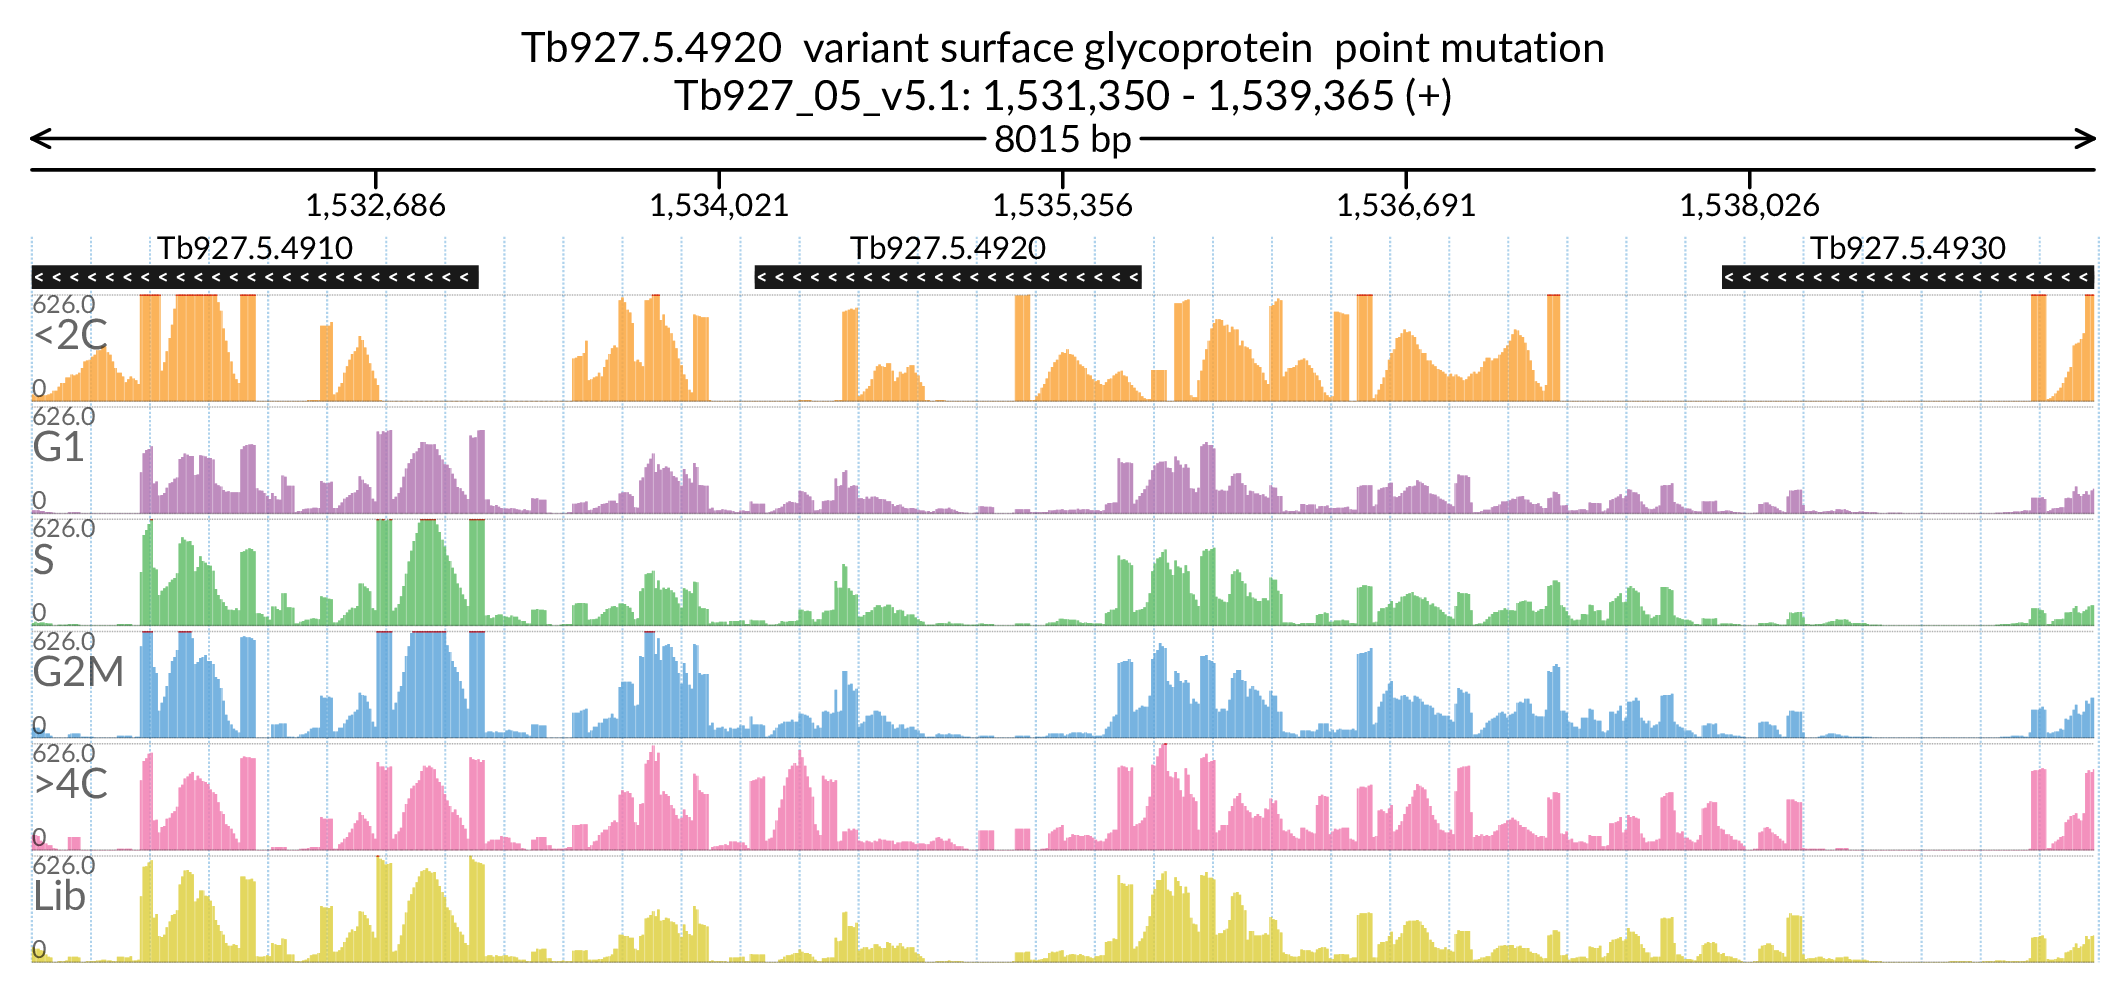 Tb927.5.4920  variant surface glycoprotein  point mutation
Tb927_05_v5.1: 1,531,350 - 1,539,365 (+)
8015 bp
1,532,686 1,534,021 1,535,356 1,536,691 1,538,026
Tb927.5.4910 Tb927.5.4920 Tb927.5.4930
626.0
<2C
0
626.0
G1
0
626.0
S
0
626.0
G2M
0
626.0
>4C
0
626.0
Lib
0